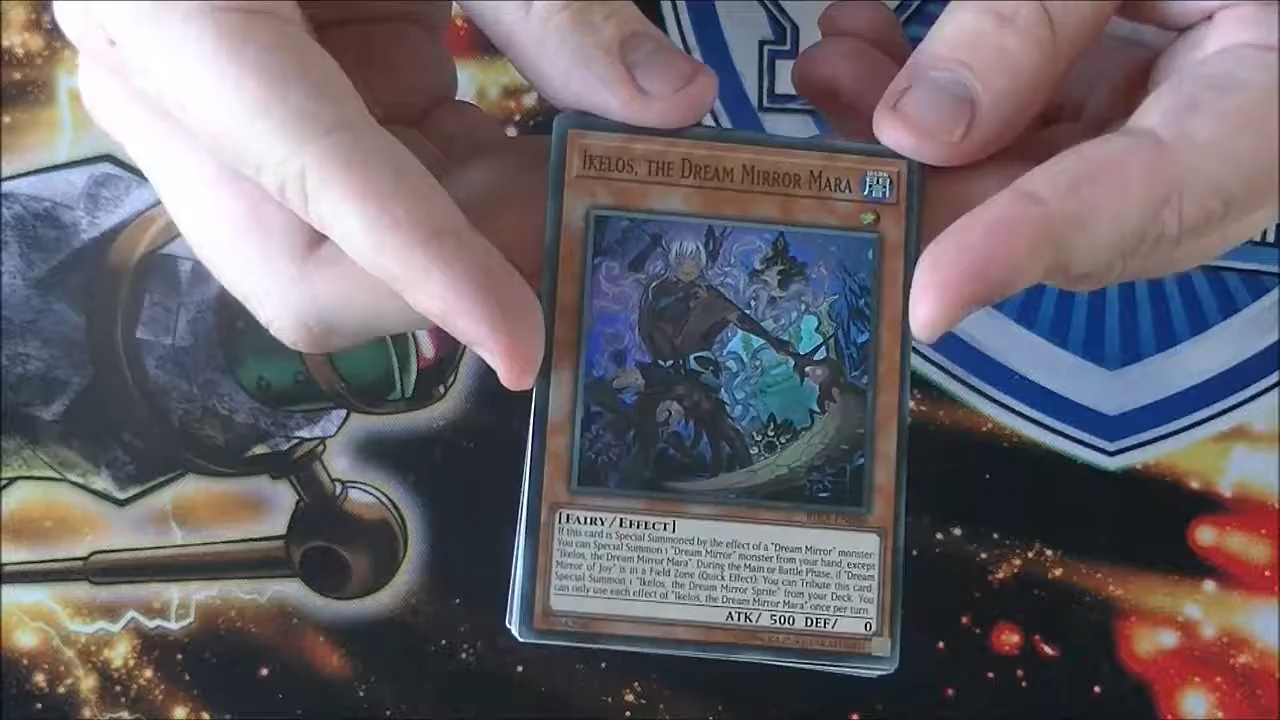 Ikelos, the Dream Mirror Mara
DARK
闇
[Fairy/Effect]
If this card is Special Summoned by the effect of a "Dream Mirror" monster:
You can Special Summon 1 "Dream Mirror" monster from your hand, except
"Ikelos, the Dream Mirror Mara". During the Main or Battle Phase, if "Dream
Mirror of Joy" is in a Field Zone (Quick Effect): You can Tribute this card;
Special Summon 1 "Ikelos, the Dream Mirror Sprite" from your Deck. You
can only use each effect of "Ikelos, the Dream Mirror Mara" once per turn.
ATK/ 500 DEF/ 0